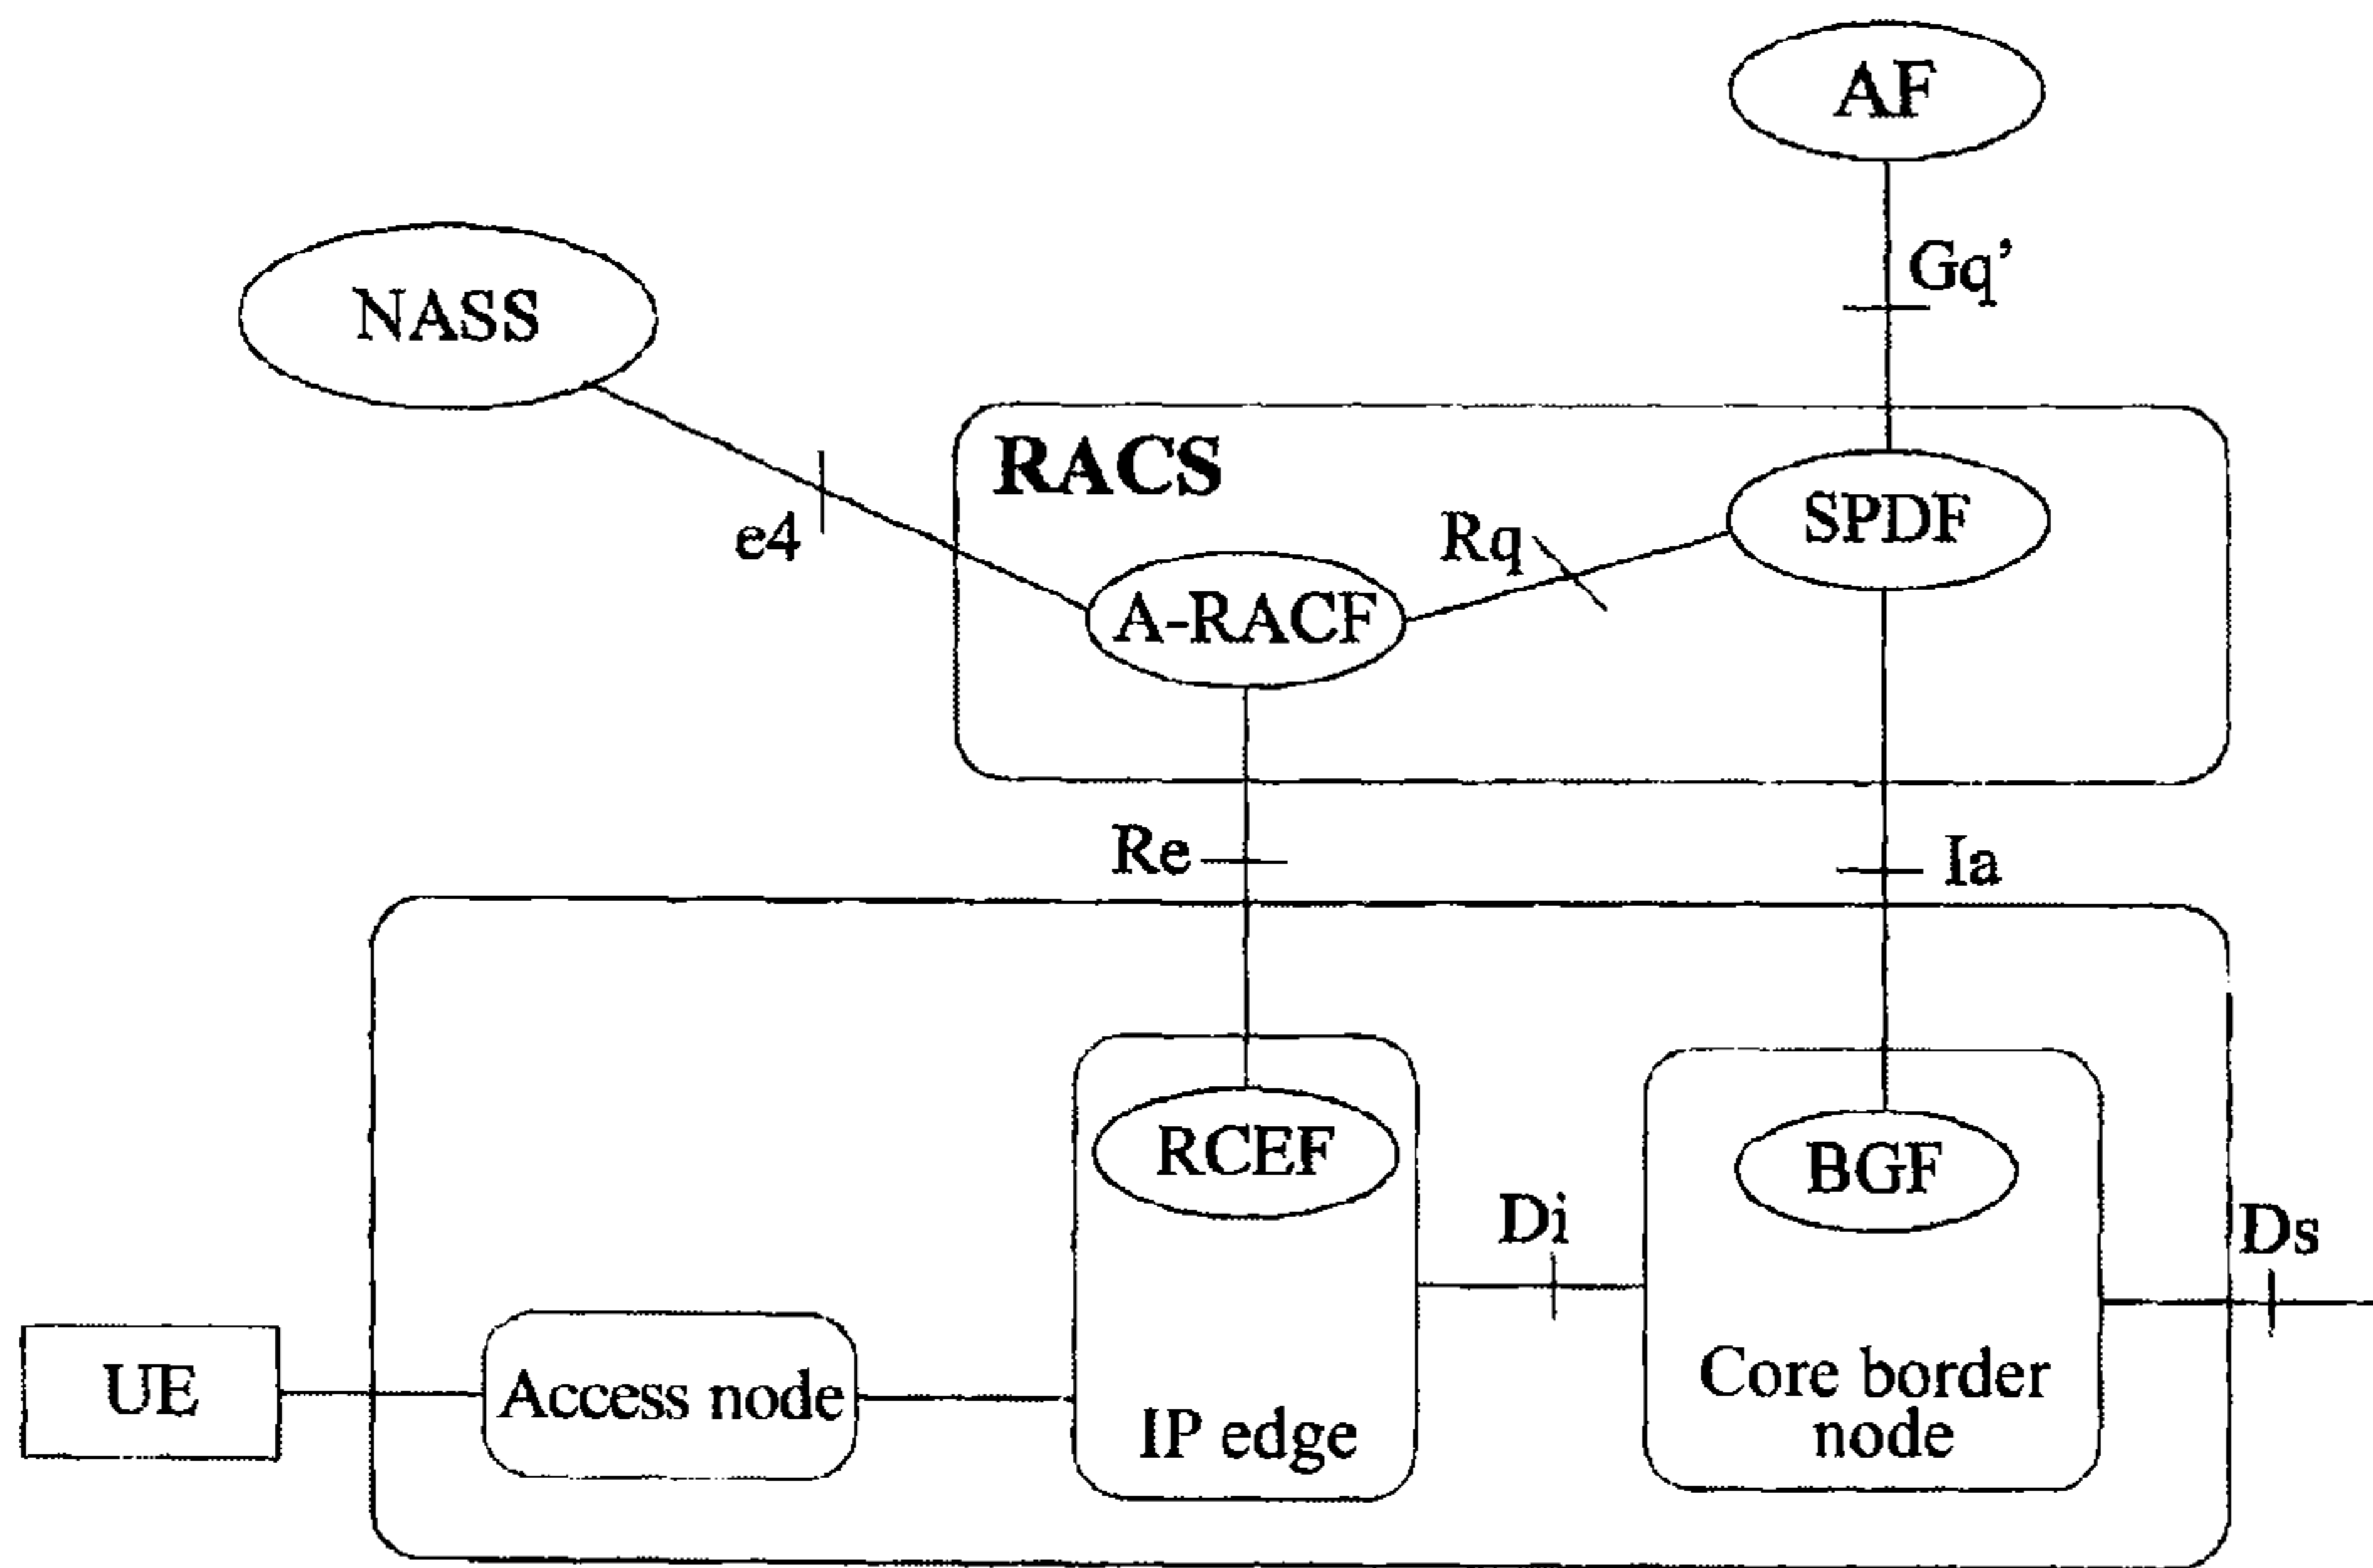 AF
Gq’
NASS
RACS
SPDF
Rq
e4
A-RACF
Re
Ia
RCEF
BGF
Di
Ds
UE
Access node
IP edge
Core border
node